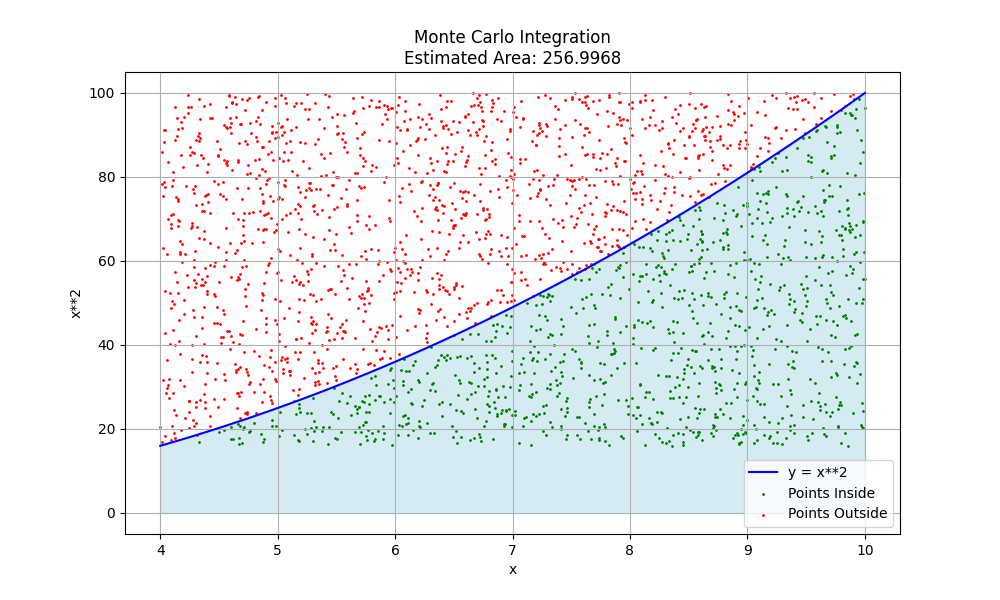 Monte Carlo Integration
Estimated Area: 256.9968
100
80
60
40
20
0
x**2
4 5 6 7 8 9 10
x
y = x**2
Points Inside
Points Outside